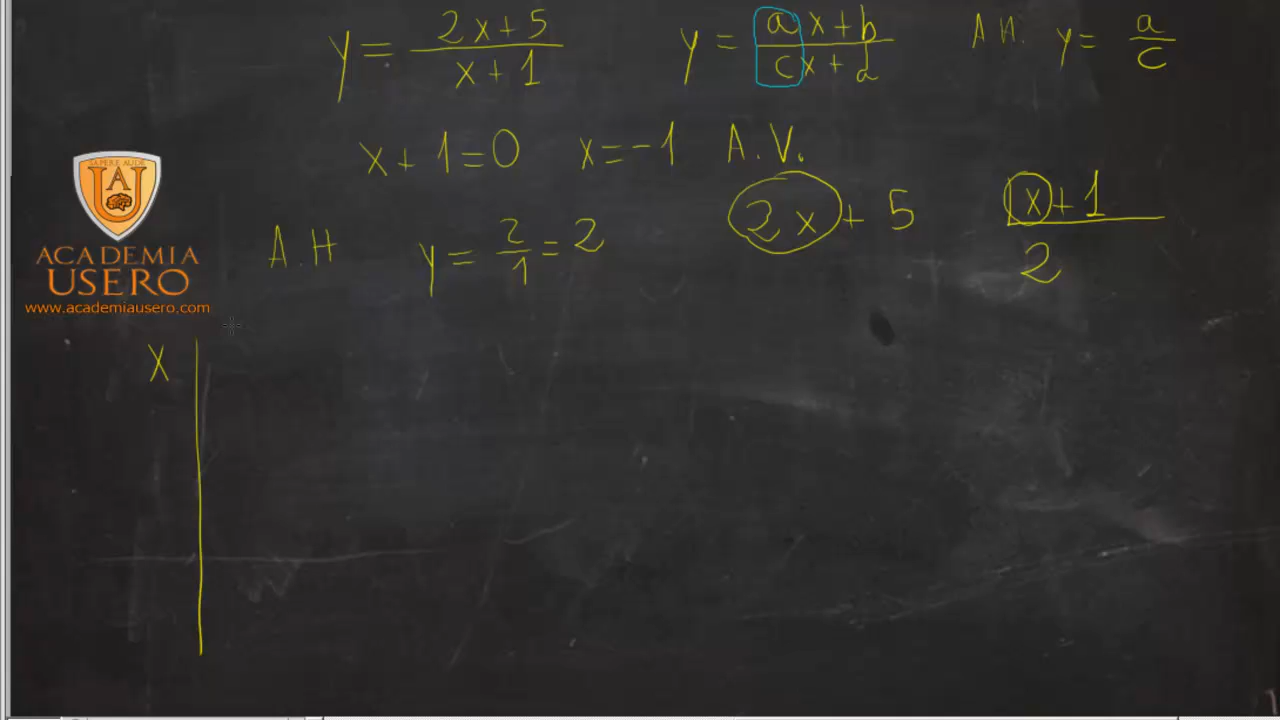 y = (2x+5)/(x+1)   y = (ax+b)/(cx+d)   A.H. y = a/c
x+1=0   x=-1   A.V.
SAPERE AUDE
UA
2x+5   x+1
A.H   y = 2/1 = 2   2
ACADEMIA
USERO
www.academiausero.com
X